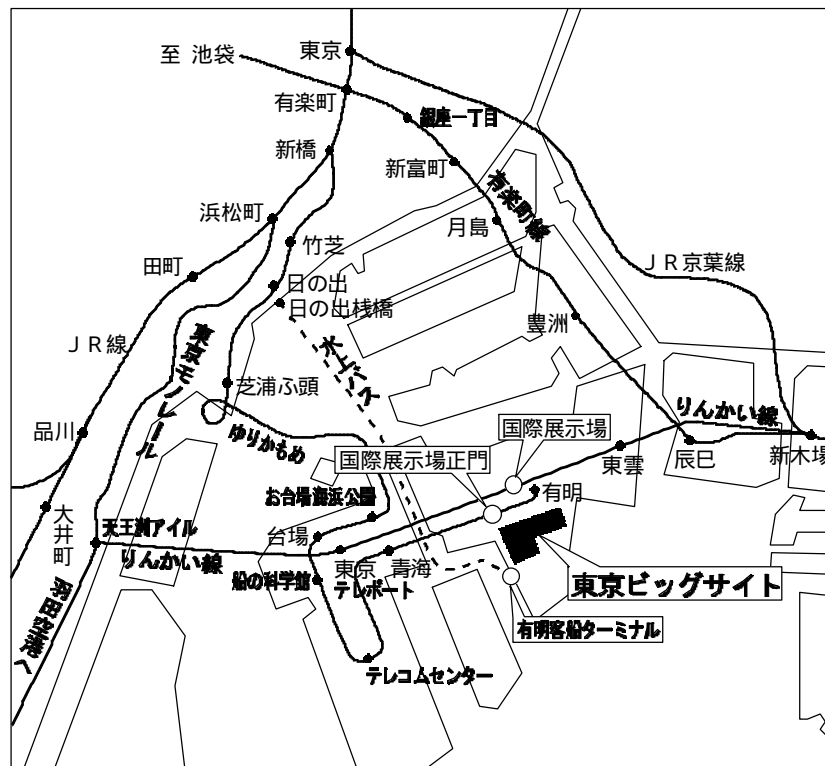 至 池袋
東京
有楽町
銀座一丁目
新橋
新富町
有楽町線
浜松町
月島
竹芝
田町
ＪＲ京葉線
日の出
日の出桟橋
豊洲
ＪＲ線
東京モノレール
水上バス
芝浦ふ頭
りんかい線
品川
ゆりかもめ
国際展示場
東雲
辰巳
新木場
国際展示場正門
有明
お台場海浜公園
大井町
天王洲アイル
台場
りんかい線
東京テレポート
青海
船の科学館
東京ビッグサイト
羽田空港へ
有明客船ターミナル
テレコムセンター